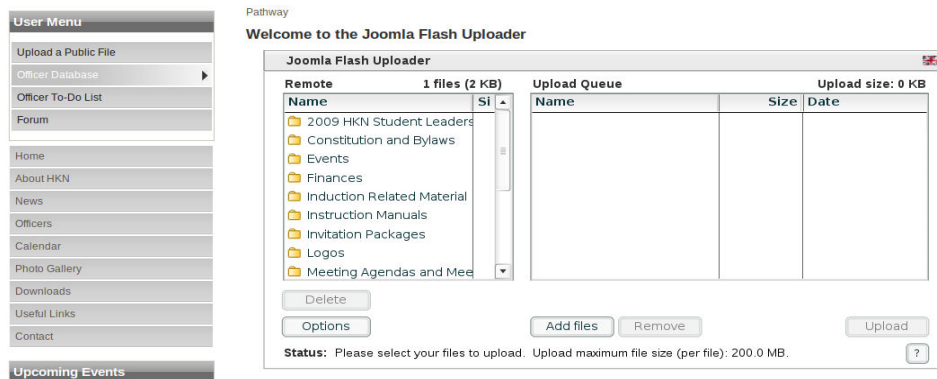 User Menu
Upload a Public File
Officer Database
Officer To-Do List
Forum
Home
About HKN
News
Officers
Calendar
Photo Gallery
Downloads
Useful Links
Contact
Upcoming Events
Pathway
Welcome to the Joomla Flash Uploader
Joomla Flash Uploader
Remote 1 files (2 KB)
Name Si
2009 HKN Student Leaders
Constitution and Bylaws
Events
Finances
Induction Related Material
Instruction Manuals
Invitation Packages
Logos
Meeting Agendas and Mee
Delete
Options
Upload Queue Upload size: 0 KB
Name Size Date
Add files Remove Upload
Status: Please select your files to upload. Upload maximum file size (per file): 200.0 MB. ?